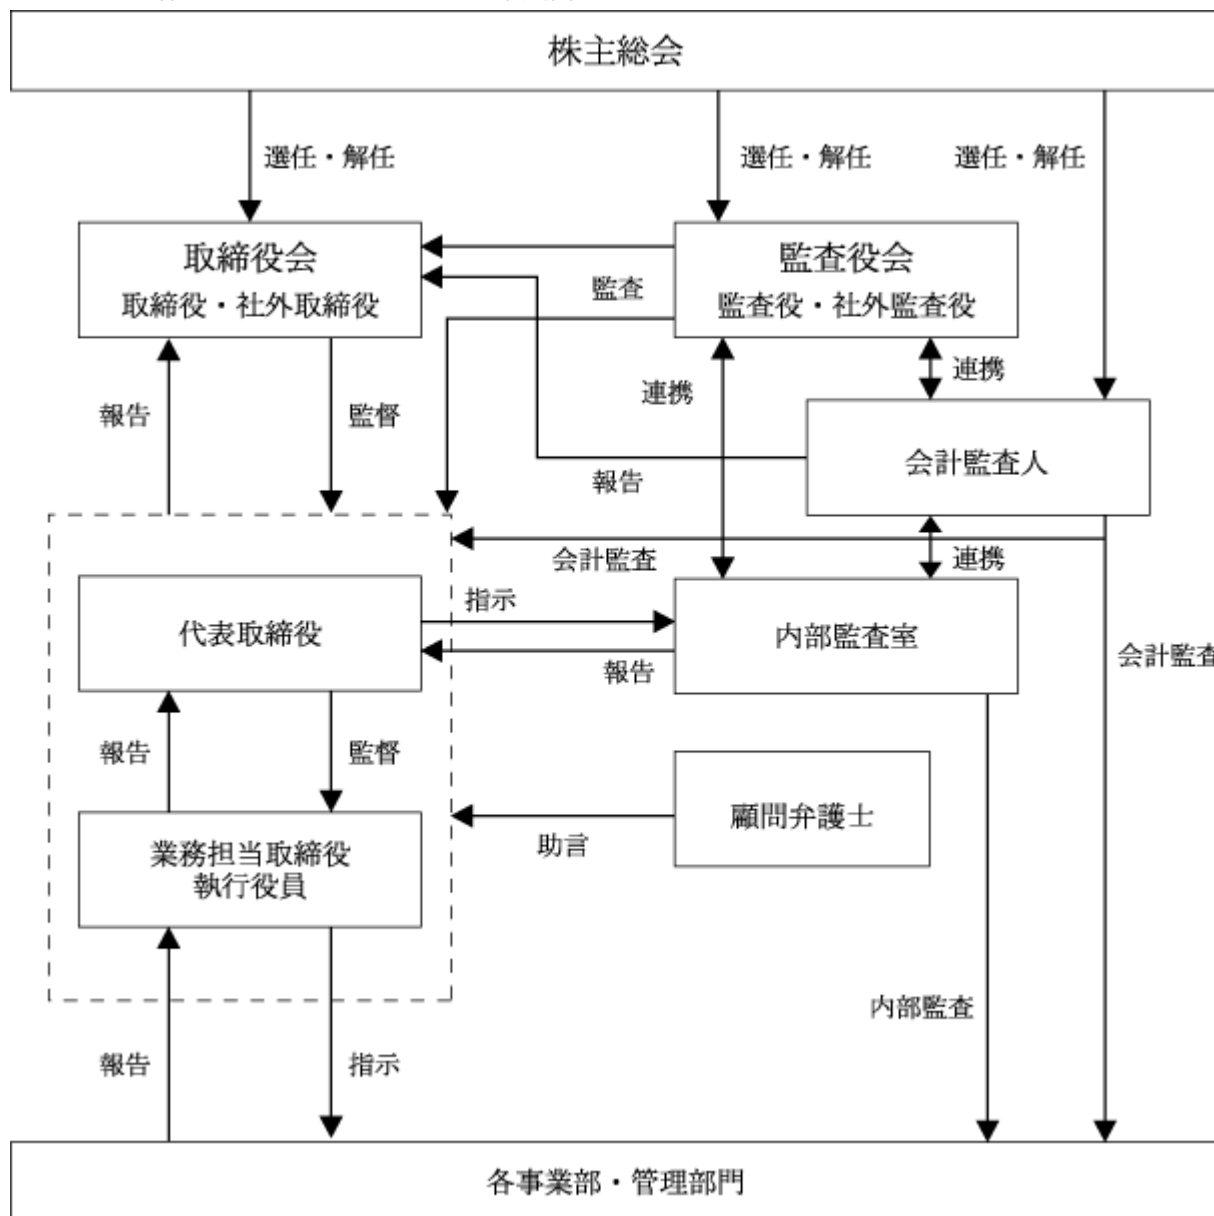 株主総会
選任・解任
選任・解任
選任・解任
取締役会
取締役・社外取締役
監査役会
監査役・社外監査役
監査
連携
連携
報告
監督
会計監査人
報告
会計監査
連携
指示
代表取締役
内部監査室
報告
会計監査
報告
監督
顧問弁護士
助言
業務担当取締役
執行役員
内部監査
報告
指示
各事業部・管理部門